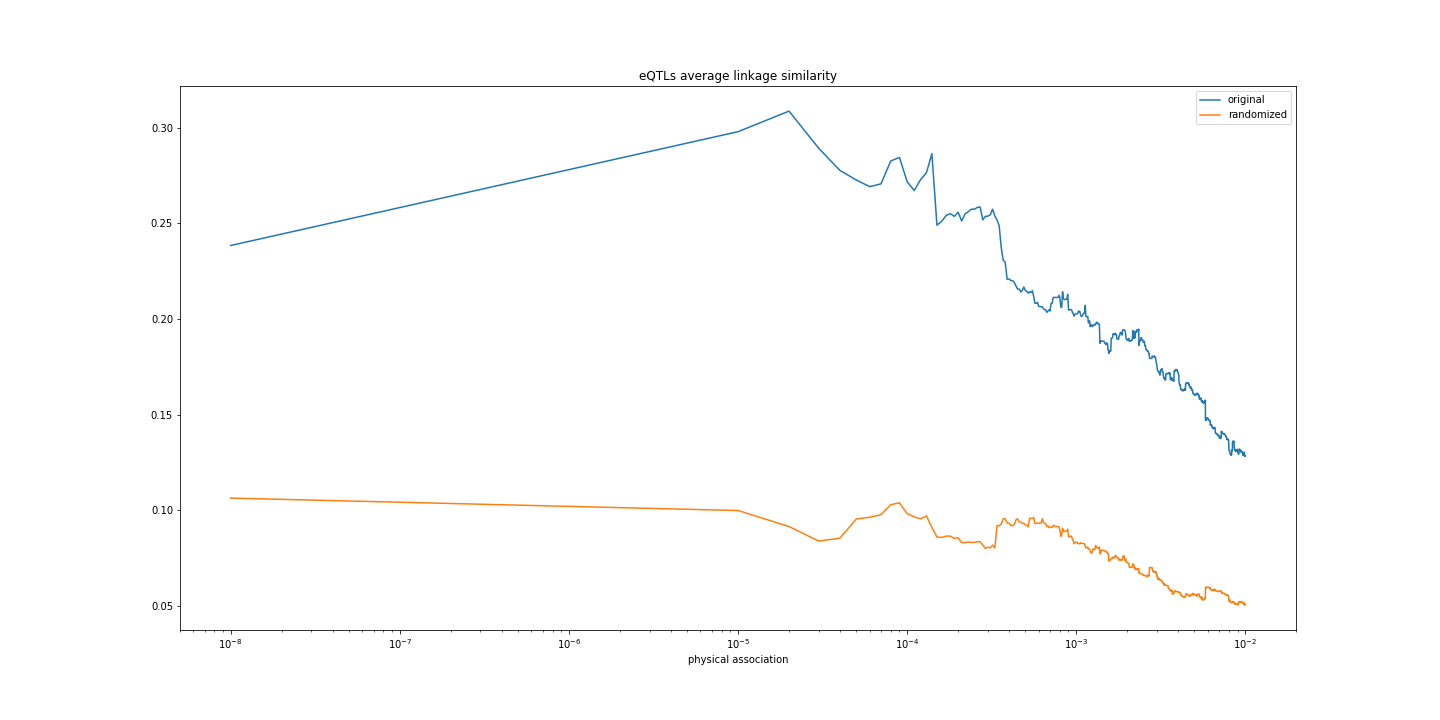 eQTLs average linkage similarity
original
randomized
0.30
0.25
0.20
0.15
0.10
0.05
10⁻⁸ 10⁻⁷ 10⁻⁶ 10⁻⁵ 10⁻⁴ 10⁻³ 10⁻²
physical association